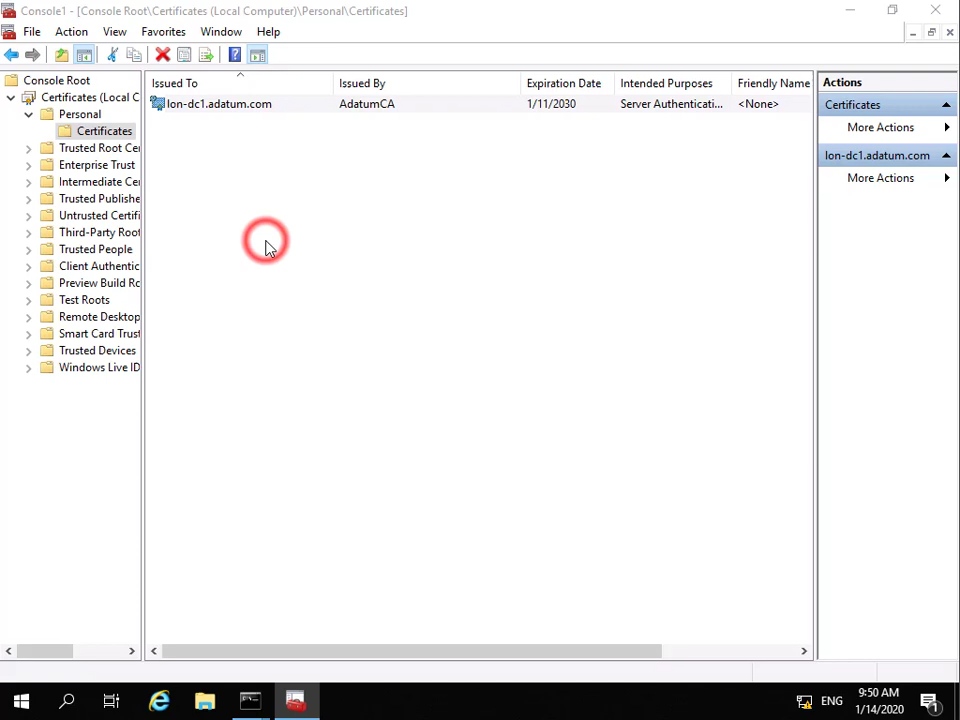 Console1 - [Console Root\Certificates (Local Computer)\Personal\Certificates]
File Action View Favorites Window Help
Console Root
Certificates (Local C
Personal
Certificates
Trusted Root Cer
Enterprise Trust
Intermediate Cer
Trusted Publishe
Untrusted Certifi
Third-Party Root
Trusted People
Client Authentic
Preview Build Ro
Test Roots
Remote Desktop
Smart Card Trust
Trusted Devices
Windows Live ID
Issued To Issued By Expiration Date Intended Purposes Friendly Name
lon-dc1.adatum.com AdatumCA 1/11/2030 Server Authenticati... <None>
Actions
Certificates
More Actions
lon-dc1.adatum.com
More Actions
ENG
9:50 AM
1/14/2020
1